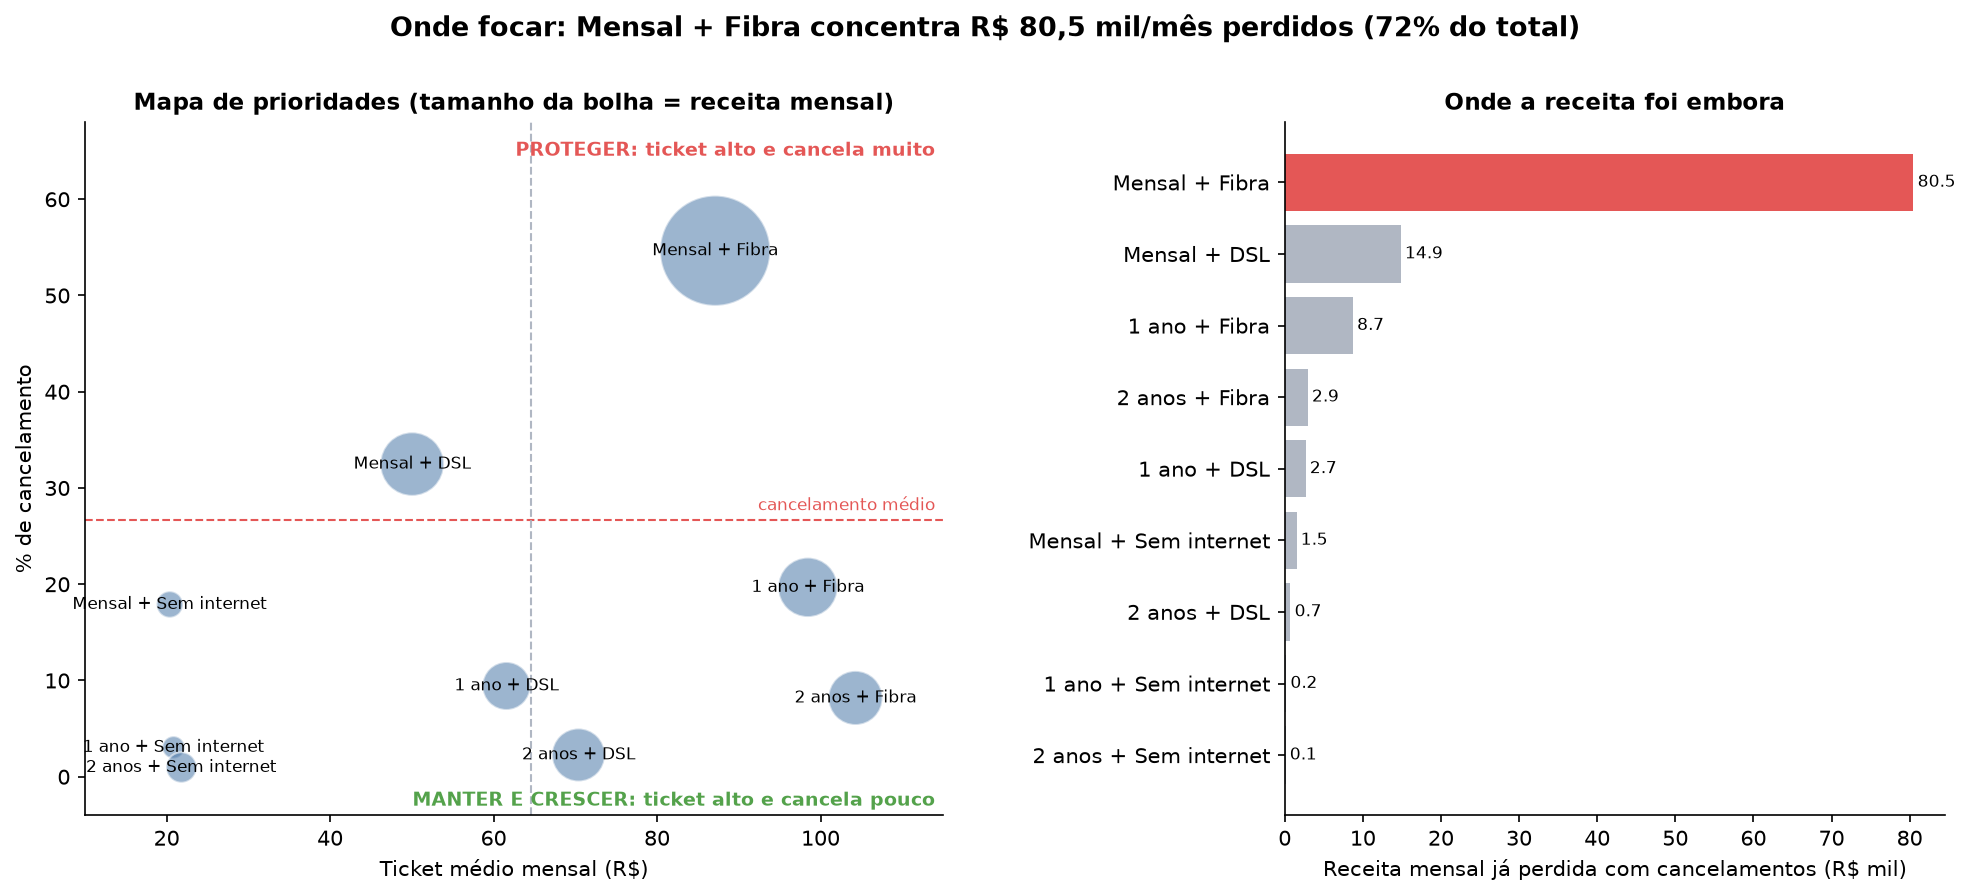 Onde focar: Mensal + Fibra concentra R$ 80,5 mil/mês perdidos (72% do total)
Mapa de prioridades (tamanho da bolha = receita mensal)
PROTEGER: ticket alto e cancela muito
% de cancelamento
60
50
40
30
20
10
0
Mensal + Fibra
Mensal + DSL
cancelamento médio
1 ano + Fibra
Mensal + Sem internet
1 ano + DSL
2 anos + Fibra
1 ano + Sem internet
2 anos + DSL
2 anos + Sem internet
MANTER E CRESCER: ticket alto e cancela pouco
20 40 60 80 100
Ticket médio mensal (R$)
Onde a receita foi embora
Mensal + Fibra 80.5
Mensal + DSL 14.9
1 ano + Fibra 8.7
2 anos + Fibra 2.9
1 ano + DSL 2.7
Mensal + Sem internet 1.5
2 anos + DSL 0.7
1 ano + Sem internet 0.2
2 anos + Sem internet 0.1
0 10 20 30 40 50 60 70 80
Receita mensal já perdida com cancelamentos (R$ mil)